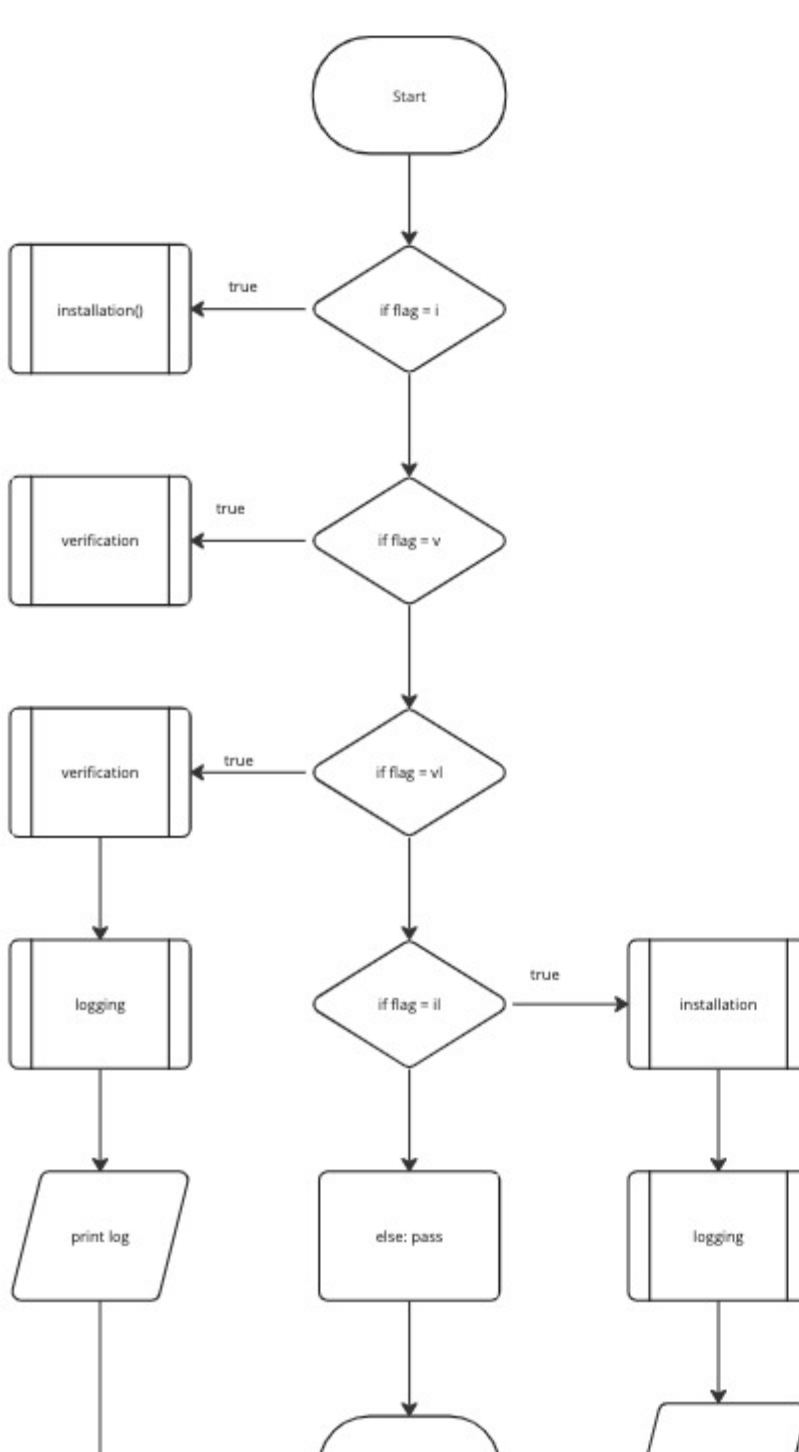 Start
true
installation()
if flag = i
true
verification
if flag = v
true
verification
if flag = vl
true
logging
if flag = il
installation
print log
else: pass
logging